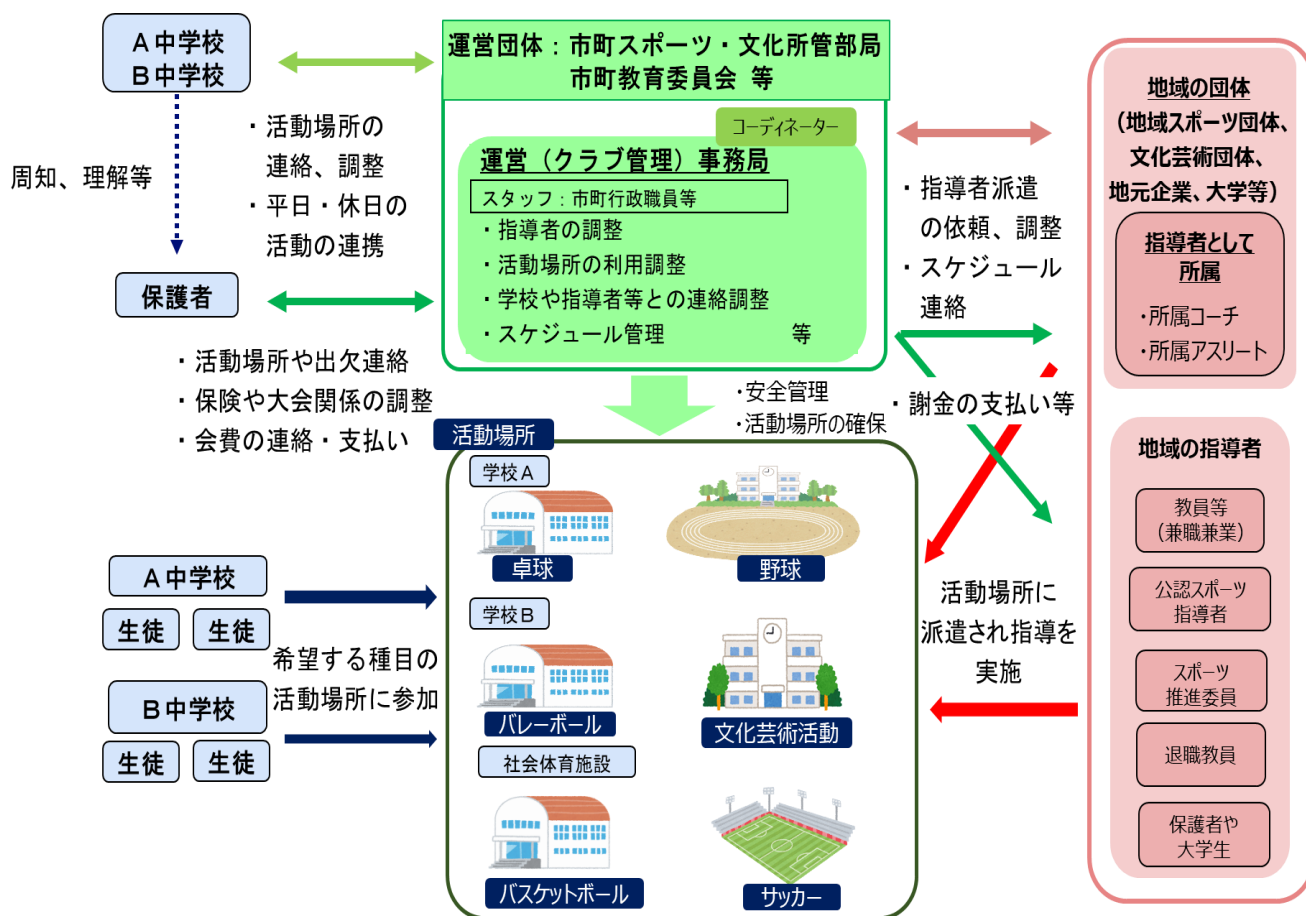 A中学校
B中学校
運営団体：市町スポーツ・文化所管部局
市町教育委員会 等
コーディネーター
運営（クラブ管理）事務局
スタッフ：市町行政職員等
・指導者の調整
・活動場所の利用調整
・学校や指導者等との連絡調整
・スケジュール管理　　　　　　等
・活動場所の
連絡、調整
・平日・休日の
活動の連携
周知、理解等
保護者
・活動場所や出欠連絡
・保険や大会関係の調整
・会費の連絡・支払い
・指導者派遣
の依頼、調整
・スケジュール
連絡
・謝金の支払い等
・安全管理
・活動場所の確保
地域の団体
（地域スポーツ団体、
文化芸術団体、
地元企業、大学等）
指導者として
所属
・所属コーチ
・所属アスリート
地域の指導者
教員等
（兼職兼業）
公認スポーツ
指導者
スポーツ
推進委員
退職教員
保護者や
大学生
活動場所に
派遣され指導を
実施
活動場所
学校A
卓球
野球
学校B
バレーボール
文化芸術活動
社会体育施設
バスケットボール
サッカー
A中学校
生徒
生徒
希望する種目の
活動場所に参加
B中学校
生徒
生徒